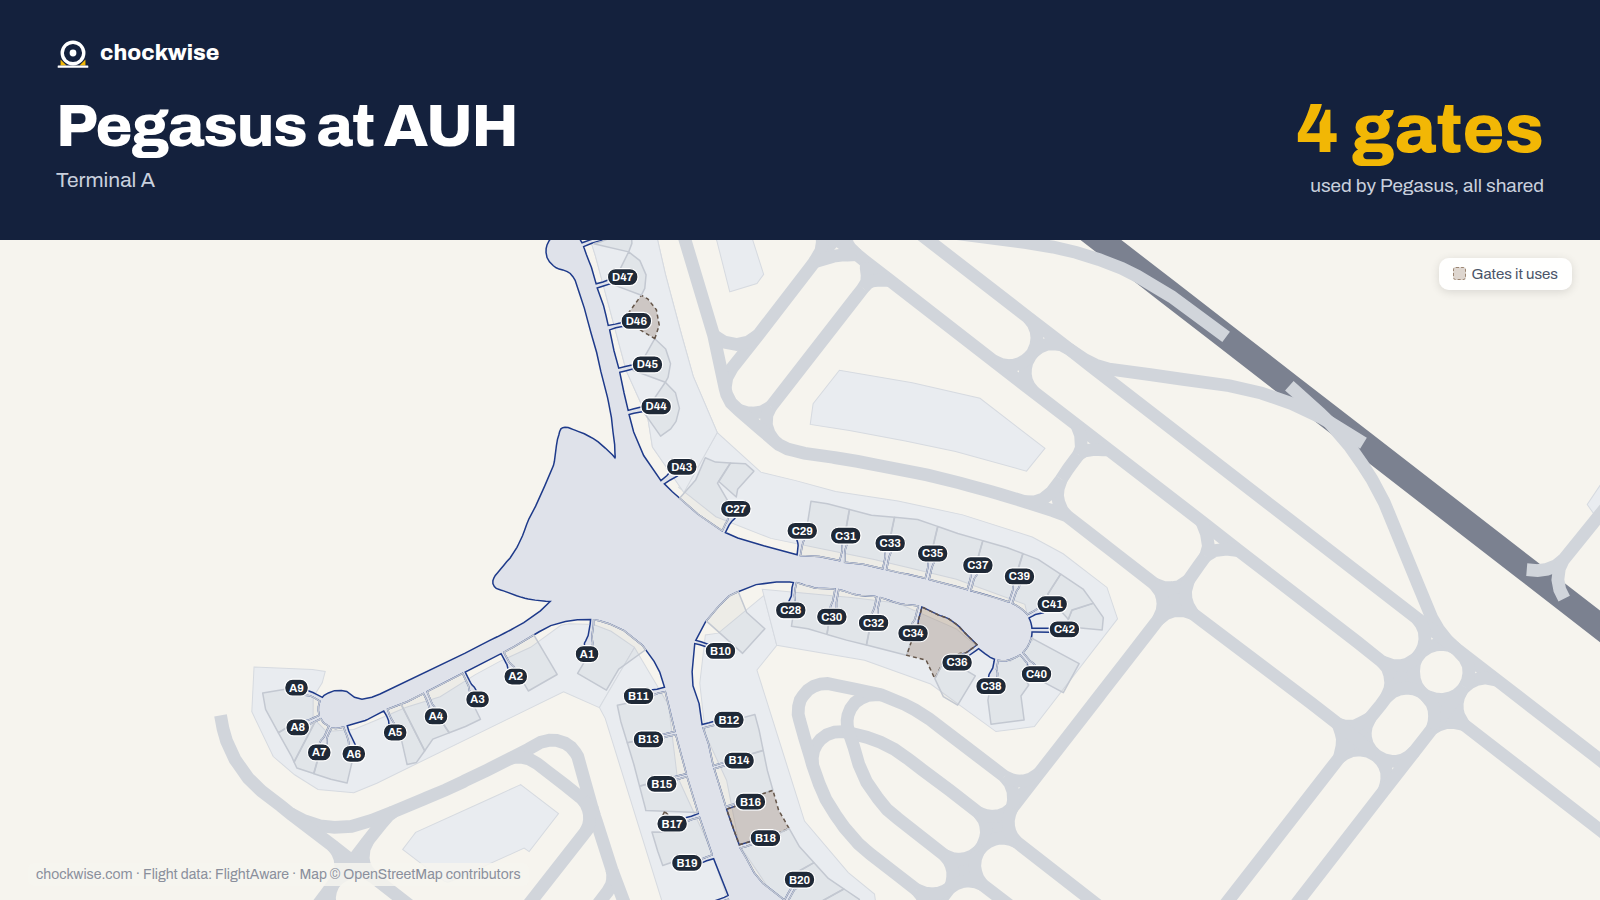 chockwise
Pegasus at AUH
Terminal A
4 gates
used by Pegasus, all shared
Gates it uses
D47
D46
D45
D44
D43
C27
C29
C31
C33
C35
C37
C39
C41
C42
C28
C30
C32
C34
C36
C38
C40
A1
A2
A3
A4
A5
A6
A7
A8
A9
B10
B11
B12
B13
B14
B15
B16
B17
B18
B19
B20
chockwise.com · Flight data: FlightAware · Map © OpenStreetMap contributors